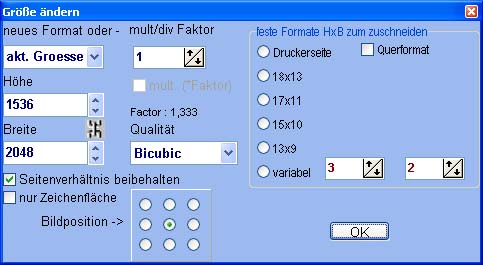 Größe ändern
neues Format oder -
mult/div Faktor
feste Formate HxB zum zuschneiden
akt. Groesse
1
Druckerseite
Querformat
Höhe
mult. (*Faktor)
18x13
1536
Factor : 1,333
17x11
Breite
Qualität
15x10
2048
Bicubic
13x9
Seitenverhältnis beibehalten
variabel
3
2
nur Zeichenfläche
Bildposition ->
OK